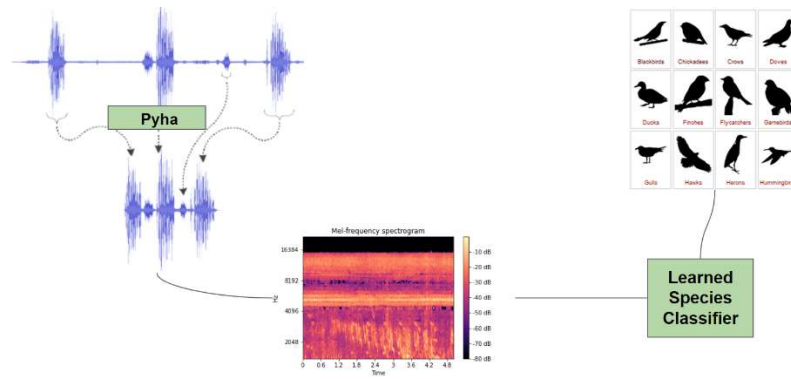 Pyha
Blackbirds
Chickadees
Crows
Doves
Ducks
Finches
Flycatchers
Gamebirds
Gulls
Hawks
Herons
Hummingbird
Mel-frequency spectrogram
16384
8192
4096
2048
Hz
0 0.6 1.2 1.8 2.4 3 3.6 4.2 4.8
Time
-10 dB
-20 dB
-30 dB
-40 dB
-50 dB
-60 dB
-70 dB
-80 dB
Learned
Species
Classifier